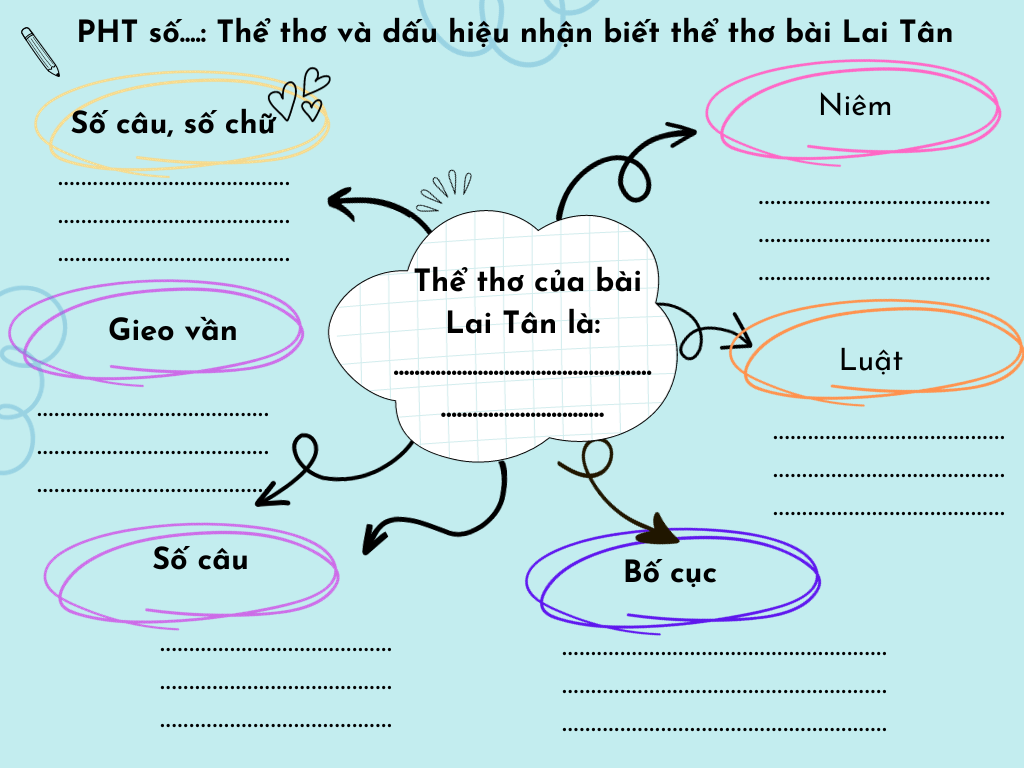 PHT số....: Thể thơ và dấu hiệu nhận biết thể thơ bài Lai Tân
Số câu, số chữ
........................................
........................................
........................................
Niêm
........................................
........................................
........................................
Thể thơ của bài
Lai Tân là:
..................................................
................................
Gieo vần
........................................
........................................
........................................
Luật
........................................
........................................
........................................
Số câu
........................................
........................................
........................................
Bố cục
........................................................
........................................................
........................................................